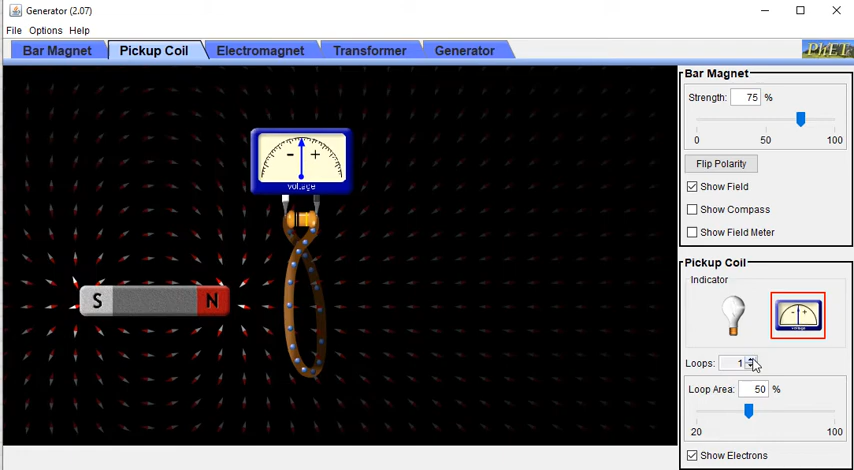 Generator (2.07)
File Options Help
Bar Magnet Pickup Coil Electromagnet Transformer Generator
PhET
Bar Magnet
Strength: 75 %
0 50 100
Flip Polarity
Show Field
Show Compass
Show Field Meter
- +
voltage
S N
Pickup Coil
Indicator
- +
voltage
Loops: 1
Loop Area: 50 %
20 100
Show Electrons